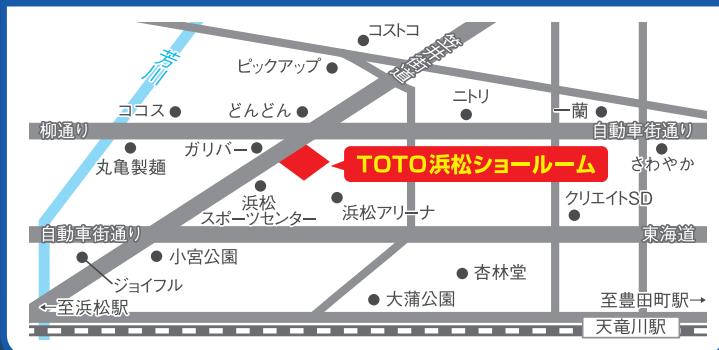 コストコ
笠井街道
芳川
ピックアップ
ニトリ
ココス
どんどん
一蘭
柳通り
自動車街通り
丸亀製麺
ガリバー
TOTO浜松ショールーム
さわやか
浜松
スポーツセンター
浜松アリーナ
クリエイトSD
自動車街通り
東海道
小宮公園
ジョイフル
杏林堂
大蒲公園
←至浜松駅
至豊田町駅→
天竜川駅